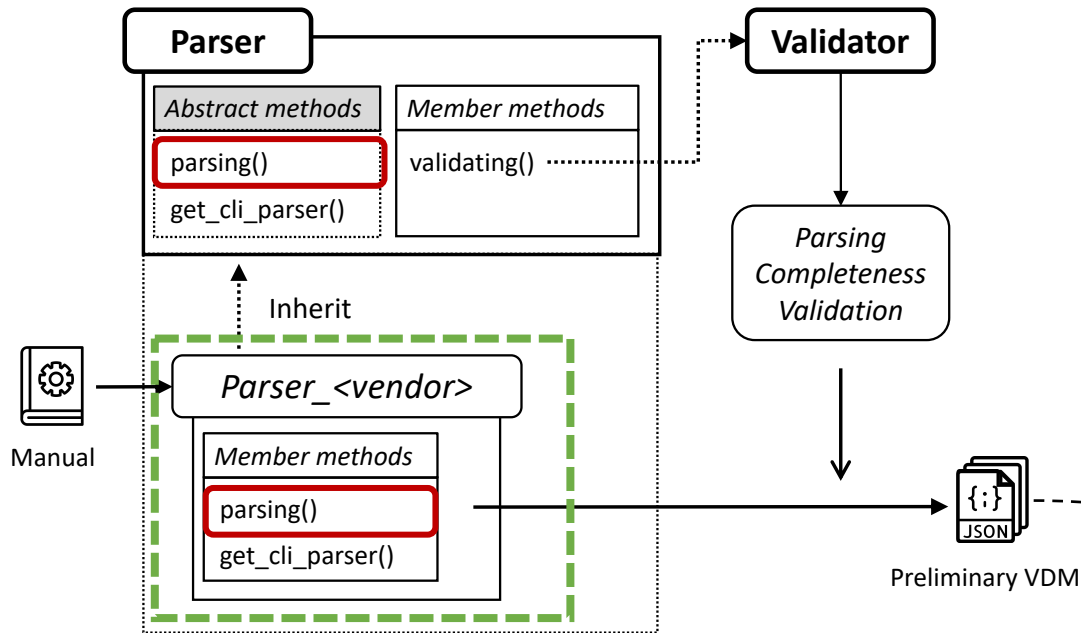 Parser
Validator
Abstract methods
Member methods
parsing()
validating()
get_cli_parser()
Parsing
Completeness
Validation
Inherit
Parser_<vendor>
Manual
Member methods
parsing()
get_cli_parser()
{;}
JSON
Preliminary VDM